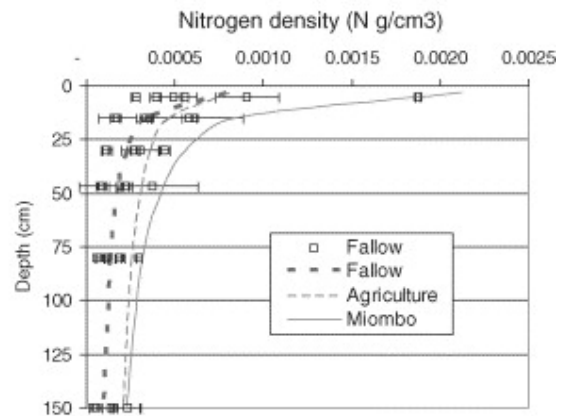 Nitrogen density (N g/cm3)
- 0.0005 0.0010 0.0015 0.0020 0.0025
0
25
50
75
100
125
150
Depth (cm)
Fallow
Fallow
Agriculture
Miombo